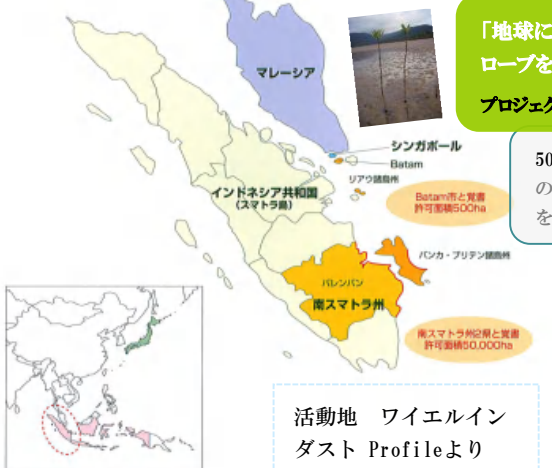 「地球に
ローブを
プロジェク
マレーシア
シンガポール
Batam
リアウ諸島州
インドネシア共和国
(スマトラ島)
50
の
を
Batam市と覚書
許可面積500ha
バンカ・ブリテン諸島州
パレンバン
南スマトラ州
南スマトラ州2県と覚書
許可面積50,000ha
活動地 ワイエルイン
ダスト Profileより